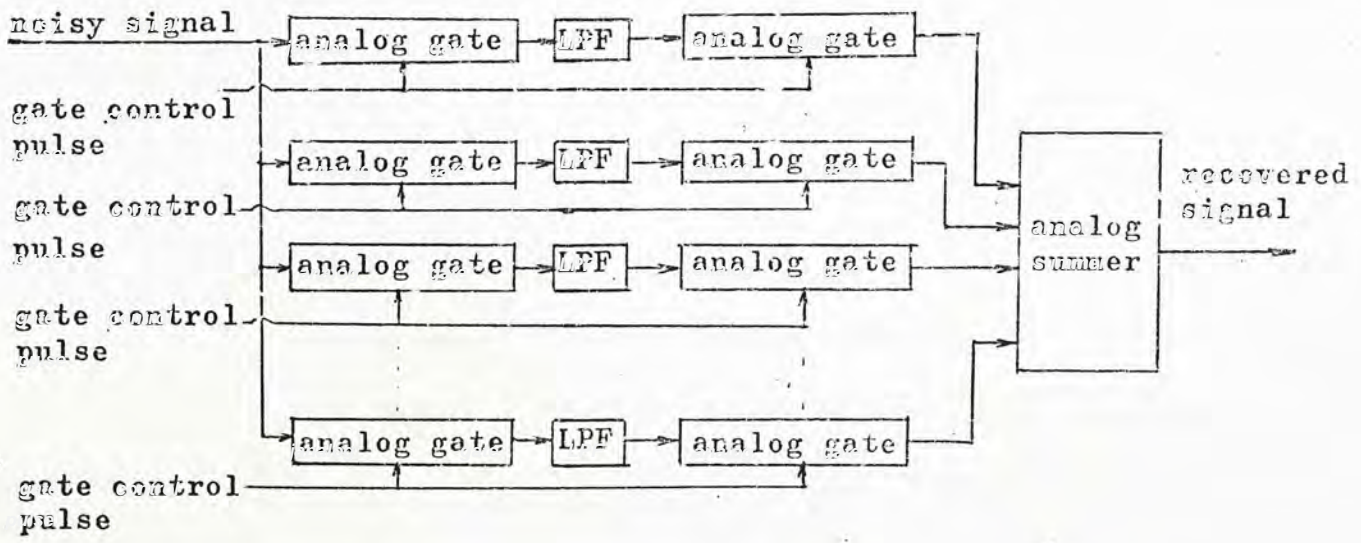 noisy signal
analog gate
LPF
analog gate
gate control
pulse
analog gate
LPF
analog gate
gate control
pulse
analog gate
LPF
analog gate
gate control
pulse
analog gate
LPF
analog gate
gate control
pulse
analog
summer
recovered
signal